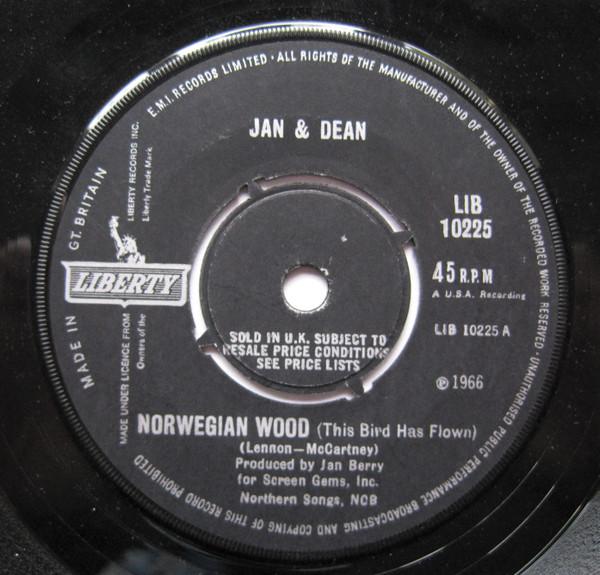 E.M.I. RECORDS LIMITED · ALL RIGHTS OF THE MANUFACTURER AND OF THE OWNER OF THE RECORDED WORK RESERVED · UNAUTHORISED PUBLIC PERFORMANCE BROADCASTING AND COPYING OF THIS RECORD PROHIBITED
MADE IN GT. BRITAIN
JAN & DEAN
LIBERTY RECORDS INC.
Liberty Trade Mark
LIBERTY
MADE UNDER LICENCE FROM
Owners of the
LIB
10225
45 R.P.M
A U.S.A. Recording
LIB 10225 A
℗ 1966
SOLD IN U.K. SUBJECT TO
RESALE PRICE CONDITIONS
SEE PRICE LISTS
NORWEGIAN WOOD (This Bird Has Flown)
(Lennon—McCartney)
Produced by Jan Berry
for Screen Gems, Inc.
Northern Songs, NCB